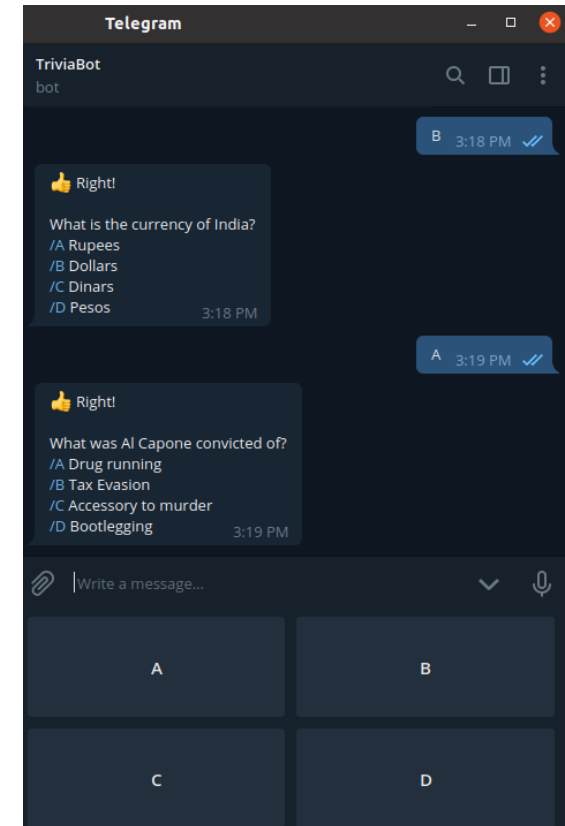 Telegram
TriviaBot
bot
B 3:18 PM
👍 Right!
What is the currency of India?
/A Rupees
/B Dollars
/C Dinars
/D Pesos 3:18 PM
A 3:19 PM
👍 Right!
What was Al Capone convicted of?
/A Drug running
/B Tax Evasion
/C Accessory to murder
/D Bootlegging 3:19 PM
Write a message...
A
B
C
D